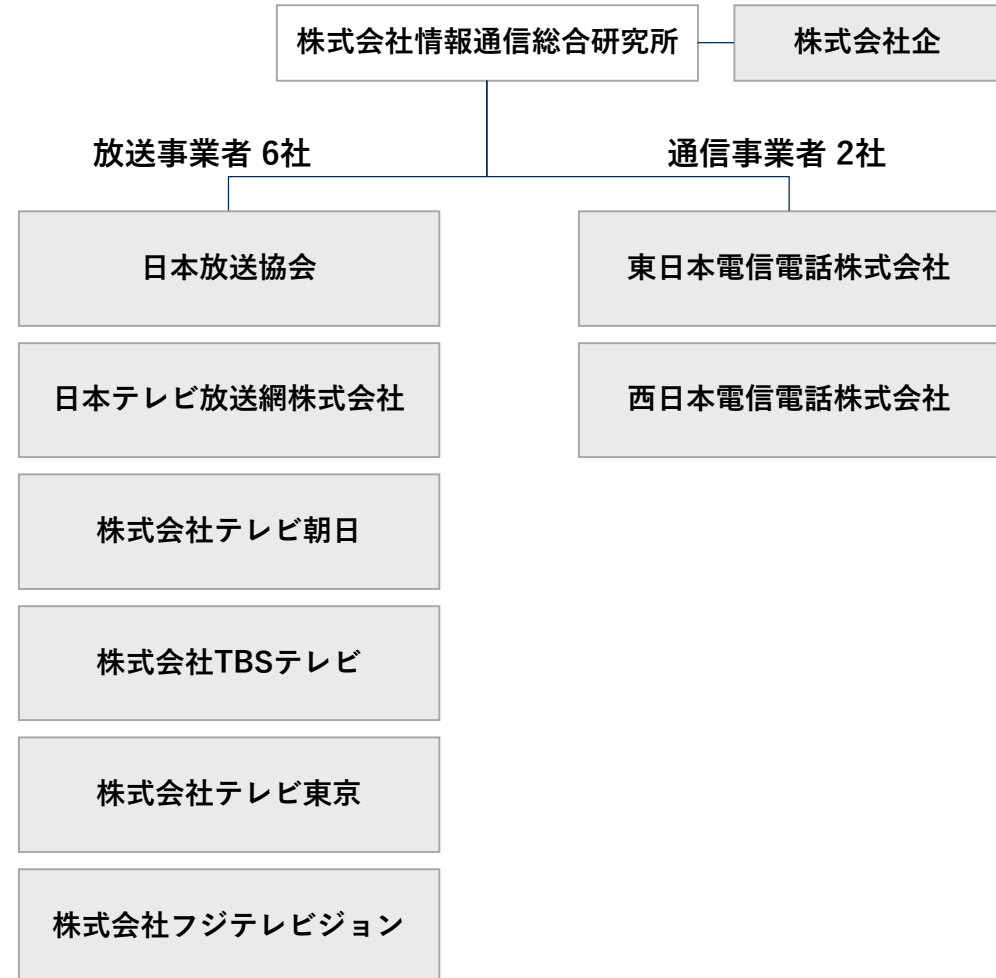 株式会社情報通信総合研究所
株式会社企
放送事業者 6社
通信事業者 2社
日本放送協会
東日本電信電話株式会社
日本テレビ放送網株式会社
西日本電信電話株式会社
株式会社テレビ朝日
株式会社TBSテレビ
株式会社テレビ東京
株式会社フジテレビジョン